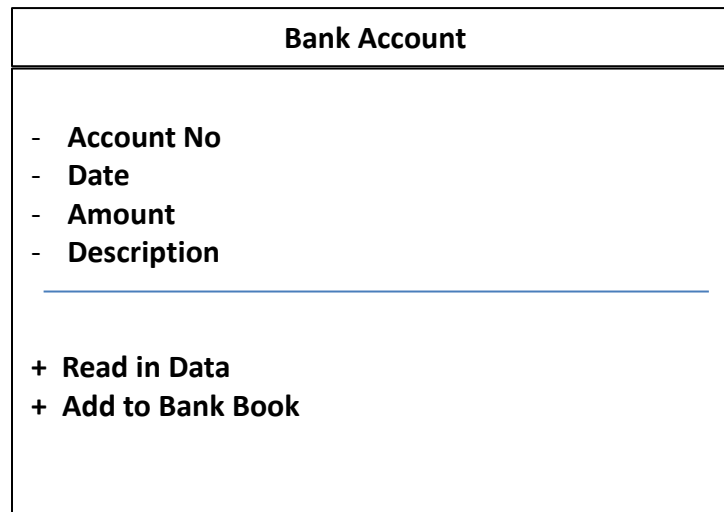 Bank Account
- Account No
- Date
- Amount
- Description
+ Read in Data
+ Add to Bank Book